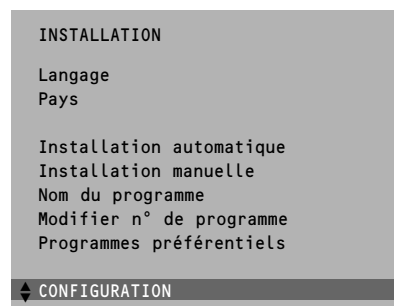 INSTALLATION
Langage
Pays
Installation automatique
Installation manuelle
Nom du programme
Modifier n° de programme
Programmes préférentiels
CONFIGURATION